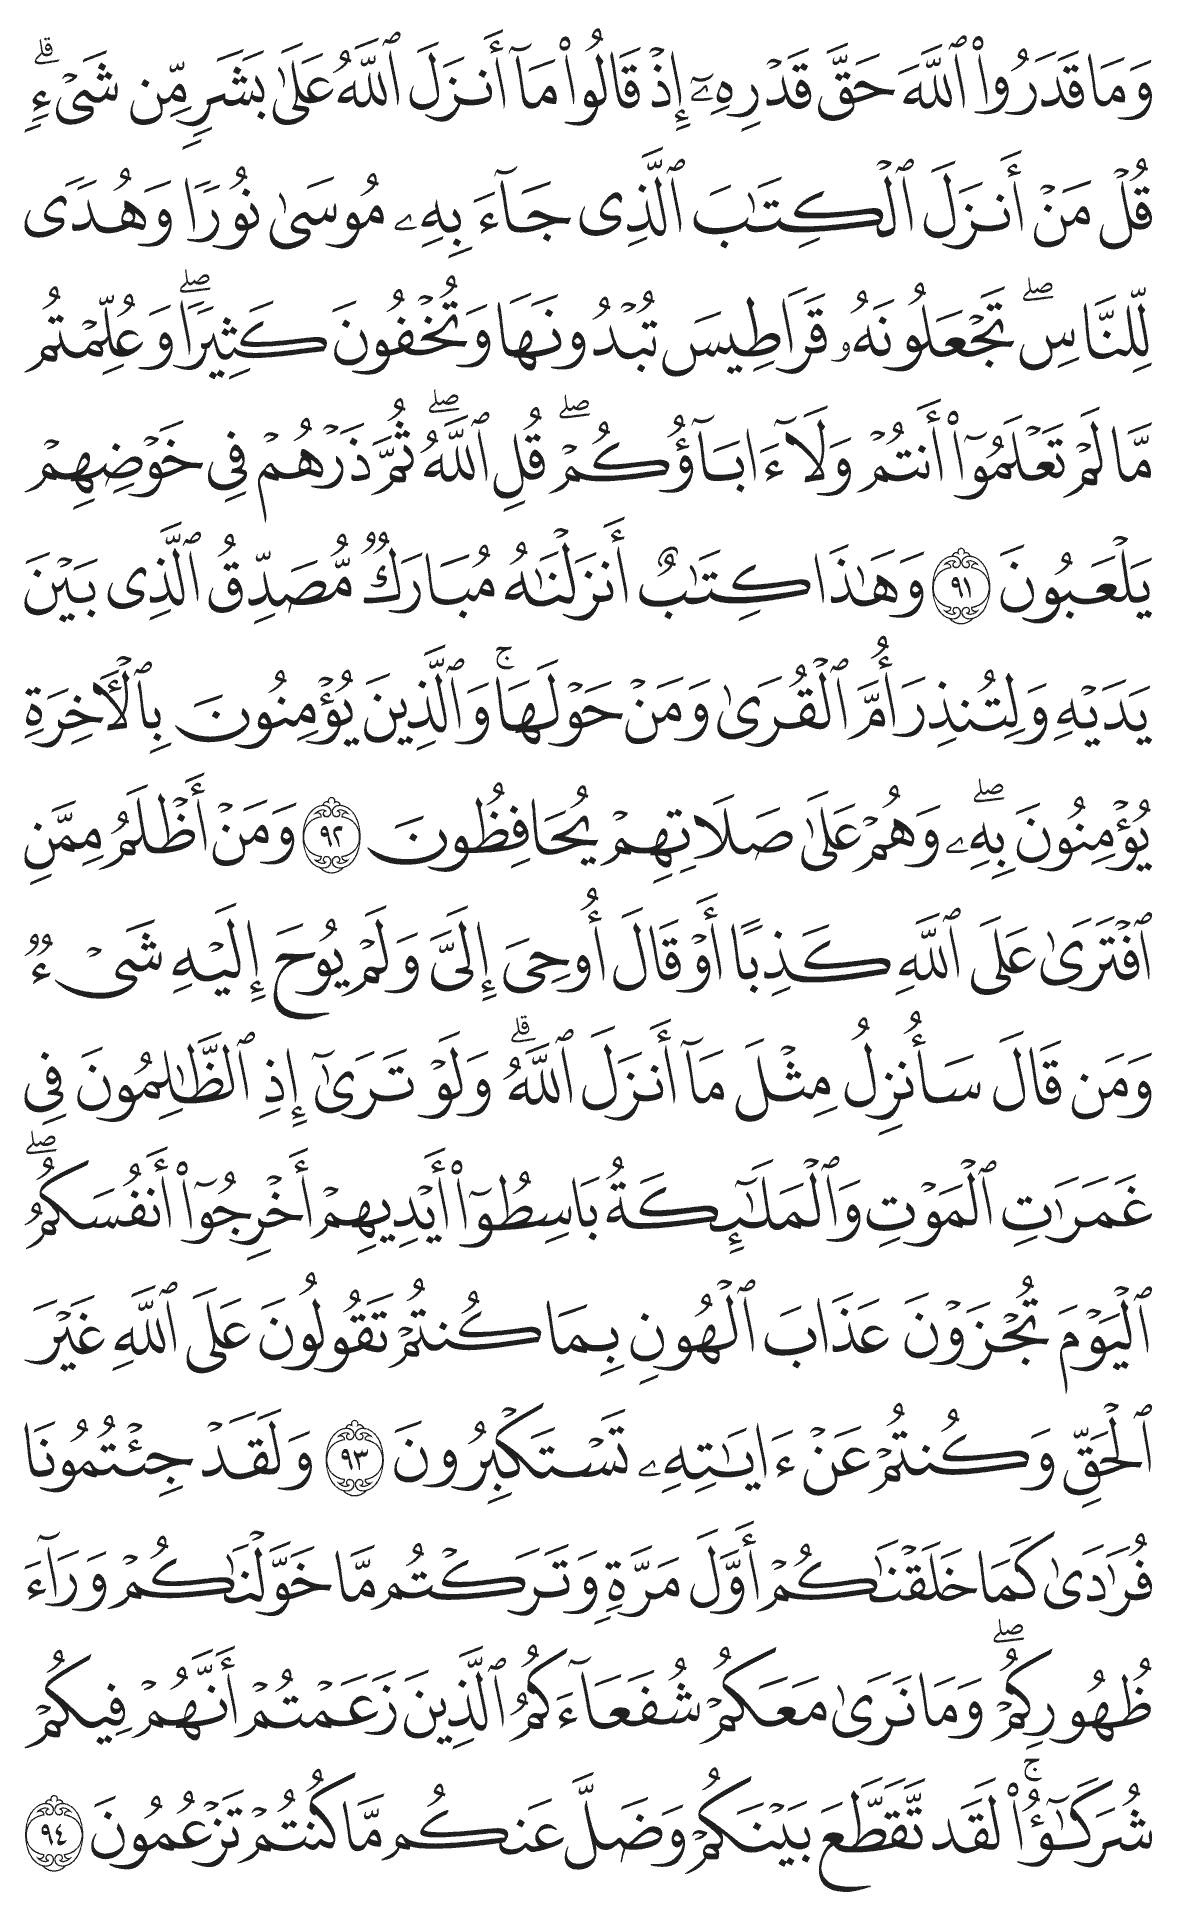 وَمَا قَدَرُوا۟ ٱللَّهَ حَقَّ قَدْرِهِۦٓ إِذْ قَالُوا۟ مَآ أَنزَلَ ٱللَّهُ عَلَىٰ بَشَرٍ مِّن شَىْءٍ ۗ
قُلْ مَنْ أَنزَلَ ٱلْكِتَـٰبَ ٱلَّذِى جَآءَ بِهِۦ مُوسَىٰ نُورًا وَهُدًى
لِّلنَّاسِ ۖ تَجْعَلُونَهُۥ قَرَاطِيسَ تُبْدُونَهَا وَتُخْفُونَ كَثِيرًا ۖ وَعُلِّمْتُم
مَّا لَمْ تَعْلَمُوٓا۟ أَنتُمْ وَلَآ ءَابَآؤُكُمْ ۖ قُلِ ٱللَّهُ ۖ ثُمَّ ذَرْهُمْ فِى خَوْضِهِمْ
يَلْعَبُونَ ٩١ وَهَـٰذَا كِتَـٰبٌ أَنزَلْنَـٰهُ مُبَارَكٌ مُّصَدِّقُ ٱلَّذِى بَيْنَ
يَدَيْهِ وَلِتُنذِرَ أُمَّ ٱلْقُرَىٰ وَمَنْ حَوْلَهَا ۚ وَٱلَّذِينَ يُؤْمِنُونَ بِٱلْـَٔاخِرَةِ
يُؤْمِنُونَ بِهِۦ ۖ وَهُمْ عَلَىٰ صَلَاتِهِمْ يُحَافِظُونَ ٩٢ وَمَنْ أَظْلَمُ مِمَّنِ
ٱفْتَرَىٰ عَلَى ٱللَّهِ كَذِبًا أَوْ قَالَ أُوحِىَ إِلَىَّ وَلَمْ يُوحَ إِلَيْهِ شَىْءٌ
وَمَن قَالَ سَأُنزِلُ مِثْلَ مَآ أَنزَلَ ٱللَّهُ ۗ وَلَوْ تَرَىٰٓ إِذِ ٱلظَّـٰلِمُونَ فِى
غَمَرَٰتِ ٱلْمَوْتِ وَٱلْمَلَـٰٓئِكَةُ بَاسِطُوٓا۟ أَيْدِيهِمْ أَخْرِجُوٓا۟ أَنفُسَكُمُ ۖ
ٱلْيَوْمَ تُجْزَوْنَ عَذَابَ ٱلْهُونِ بِمَا كُنتُمْ تَقُولُونَ عَلَى ٱللَّهِ غَيْرَ
ٱلْحَقِّ وَكُنتُمْ عَنْ ءَايَـٰتِهِۦ تَسْتَكْبِرُونَ ٩٣ وَلَقَدْ جِئْتُمُونَا
فُرَٰدَىٰ كَمَا خَلَقْنَـٰكُمْ أَوَّلَ مَرَّةٍ وَتَرَكْتُم مَّا خَوَّلْنَـٰكُمْ وَرَآءَ
ظُهُورِكُمْ ۖ وَمَا نَرَىٰ مَعَكُمْ شُفَعَآءَكُمُ ٱلَّذِينَ زَعَمْتُمْ أَنَّهُمْ فِيكُمْ
شُرَكَـٰٓؤُا۟ ۚ لَقَد تَّقَطَّعَ بَيْنَكُمْ وَضَلَّ عَنكُم مَّا كُنتُمْ تَزْعُمُونَ ٩٤